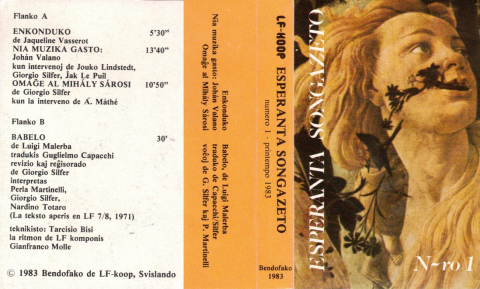 Flanko A
ENKONDUKO 5'30"
de Jaqueline Vasserot
NIA MUZIKA GASTO: 13'40"
Johán Valano
kun intervenoj de Jouko Lindstedt,
Giorgio Silfer, Ĵak Le Puil
OMAĜE AL MIHÁLY SÁROSI 10'50"
de Giorgio Silfer
kun la interveno de Á. Máthé
Flanko B
BABELO 30'
de Luigi Malerba
tradukis Guglielmo Capacchi
revizio kaj reĝisorado
de Giorgio Silfer
interpretas
Perla Martinelli,
Giorgio Silfer,
Nardino Totaro
(La teksto aperis en LF 7/8, 1971)
teknikisto: Tarcisio Bisi
la ritmon de LF komponis
Gianfranco Molle
© 1983 Bendofako de LF-koop, Svislando
Enkonduko
Nia muzika gasto: Johán Valano
Omaĝe al Mihály Sárosi
Babelo, de Luigi Malerba
traduko de Capacchi/Silfer
voĉoj de G. Silfer kaj P. Martinelli
LF-KOOP ESPERANTA SONGAZETO
numero 1 - printempo 1983
Bendofako
1983
ESPERANTA SONGAZETO
N-ro 1